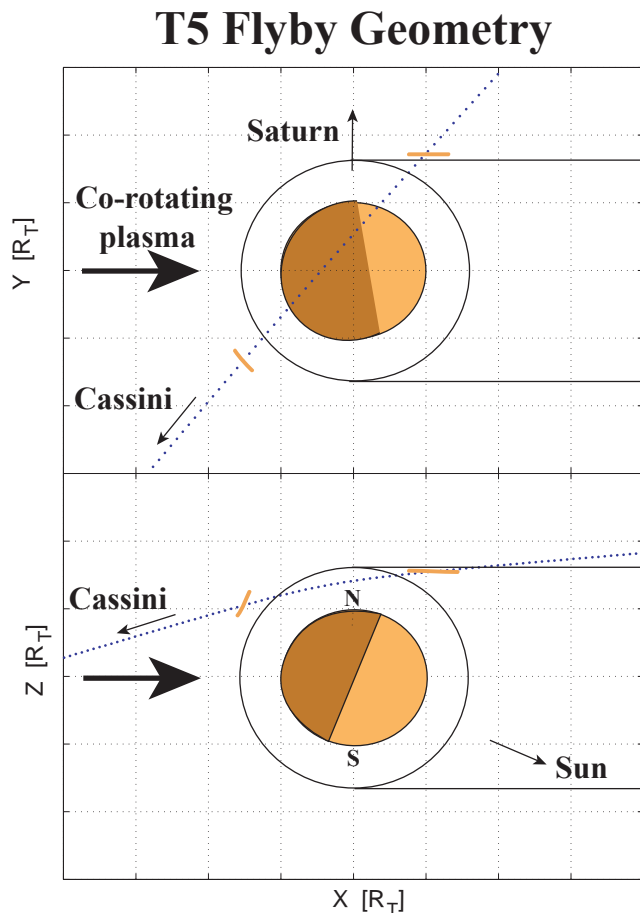 T5 Flyby Geometry
Saturn
Co-rotating
plasma
Y [R_T]
Cassini
Cassini
N
Z [R_T]
S
Sun
X [R_T]